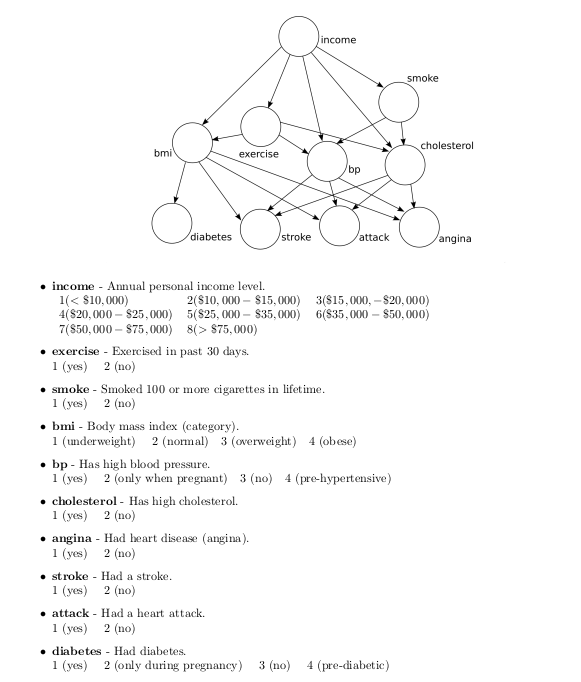 income
smoke
cholesterol
exercise
bmi
bp
diabetes
stroke
attack
angina
• income - Annual personal income level.
1(< $10,000) 2($10,000 − $15,000) 3($15,000, −$20,000)
4($20,000 − $25,000) 5($25,000 − $35,000) 6($35,000 − $50,000)
7($50,000 − $75,000) 8(> $75,000)
• exercise - Exercised in past 30 days.
1 (yes) 2 (no)
• smoke - Smoked 100 or more cigarettes in lifetime.
1 (yes) 2 (no)
• bmi - Body mass index (category).
1 (underweight) 2 (normal) 3 (overweight) 4 (obese)
• bp - Has high blood pressure.
1 (yes) 2 (only when pregnant) 3 (no) 4 (pre-hypertensive)
• cholesterol - Has high cholesterol.
1 (yes) 2 (no)
• angina - Had heart disease (angina).
1 (yes) 2 (no)
• stroke - Had a stroke.
1 (yes) 2 (no)
• attack - Had a heart attack.
1 (yes) 2 (no)
• diabetes - Had diabetes.
1 (yes) 2 (only during pregnancy) 3 (no) 4 (pre-diabetic)